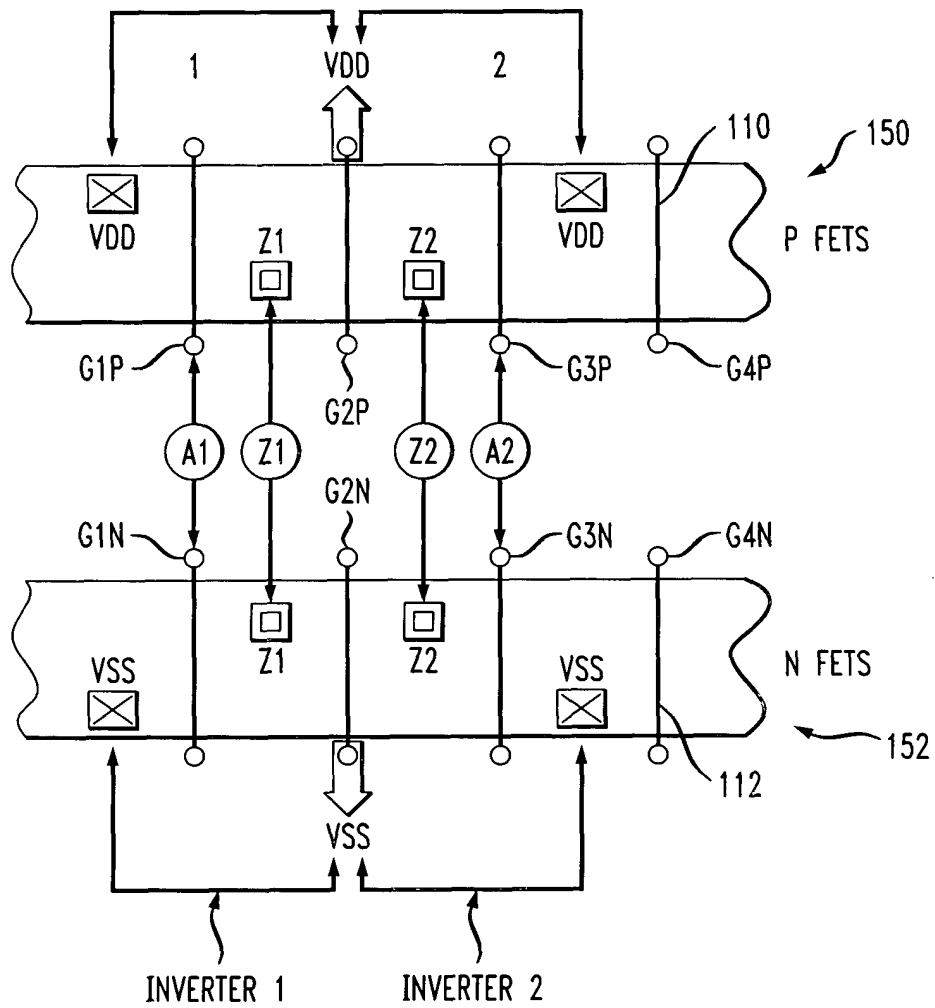 1 VDD 2
110
150
VDD Z1 Z2 VDD
P FETS
G1P G2P G3P G4P
A1 Z1 Z2 A2
G1N G2N G3N G4N
Z1 Z2
VSS VSS
N FETS
152
112
VSS
INVERTER 1 INVERTER 2